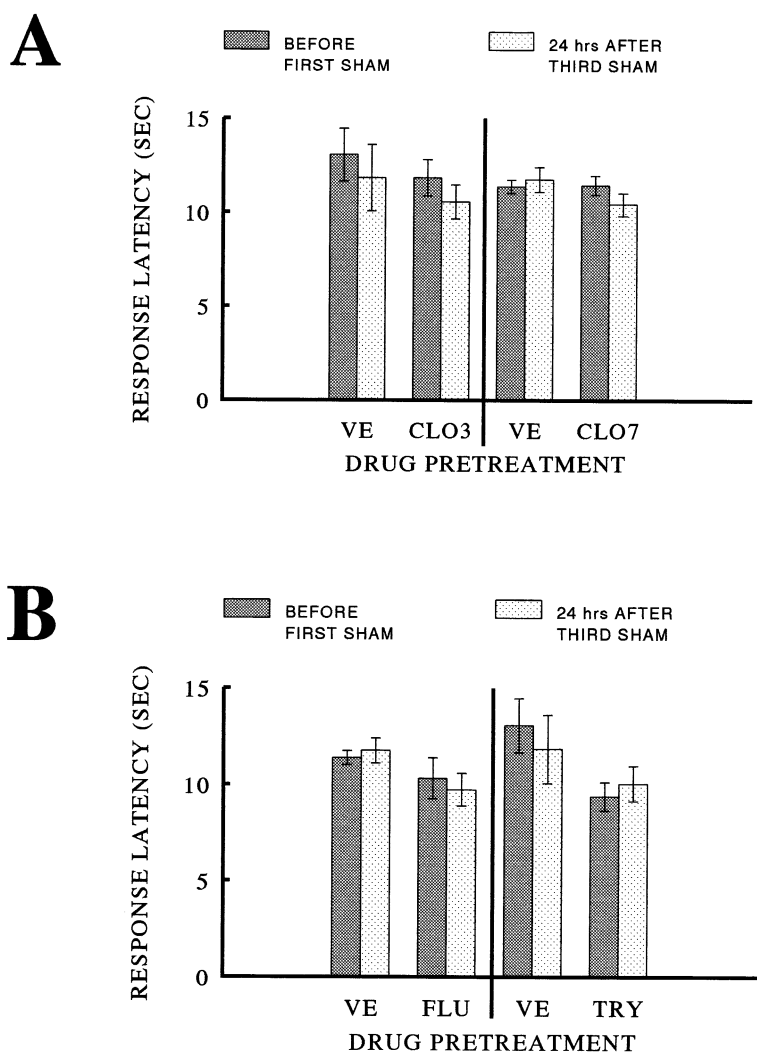 A
BEFORE
FIRST SHAM
24 hrs AFTER
THIRD SHAM
RESPONSE LATENCY (SEC)
15
10
5
0
VE CLO3 VE CLO7
DRUG PRETREATMENT
B
BEFORE
FIRST SHAM
24 hrs AFTER
THIRD SHAM
RESPONSE LATENCY (SEC)
15
10
5
0
VE FLU VE TRY
DRUG PRETREATMENT